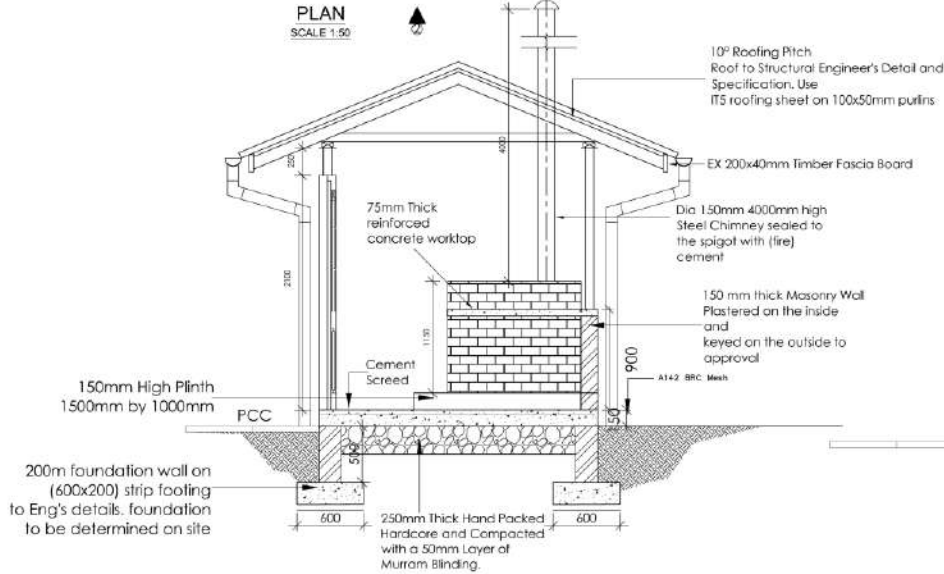 PLAN
SCALE 1:50
10° Roofing Pitch
Roof to Structural Engineer's Detail and
Specification. Use
IT5 roofing sheet on 100x50mm purlins
EX 200x40mm Timber Fascia Board
4000
250
75mm Thick
reinforced
concrete worktop
Dia 150mm 4000mm high
Steel Chimney sealed to
the spigot with (fire)
cement
2100
1150
150 mm thick Masonry Wall
Plastered on the inside
and
keyed on the outside to
approval
900
A142 BRC Mesh
Cement
Screed
150mm High Plinth
1500mm by 1000mm
PCC
150
500
200m foundation wall on
(600x200) strip footing
to Eng's details. foundation
to be determined on site
600
250mm Thick Hand Packed
Hardcore and Compacted
with a 50mm Layer of
Murram Blinding.
600